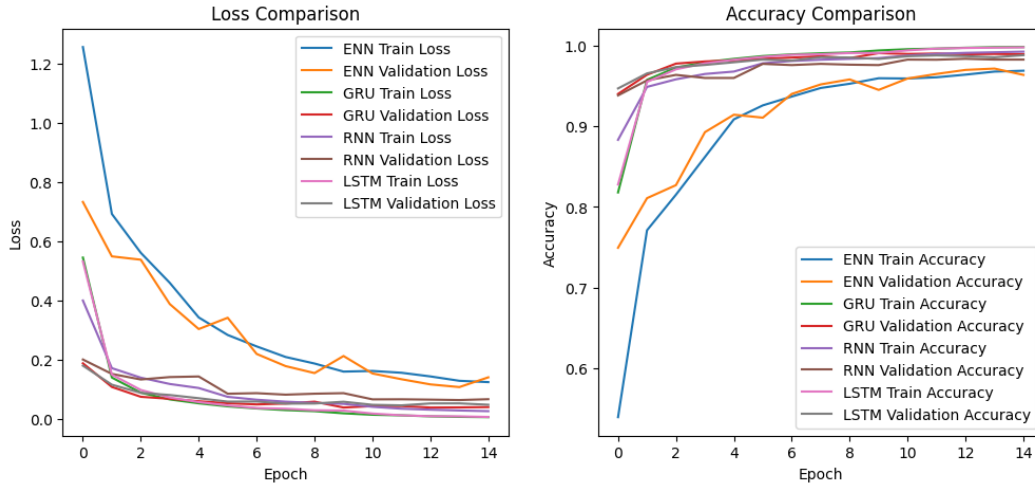 Loss Comparison
1.2
1.0
0.8
0.6
0.4
0.2
0.0
Loss
0 2 4 6 8 10 12 14
Epoch
ENN Train Loss
ENN Validation Loss
GRU Train Loss
GRU Validation Loss
RNN Train Loss
RNN Validation Loss
LSTM Train Loss
LSTM Validation Loss
Accuracy Comparison
1.0
0.9
0.8
0.7
0.6
Accuracy
0 2 4 6 8 10 12 14
Epoch
ENN Train Accuracy
ENN Validation Accuracy
GRU Train Accuracy
GRU Validation Accuracy
RNN Train Accuracy
RNN Validation Accuracy
LSTM Train Accuracy
LSTM Validation Accuracy